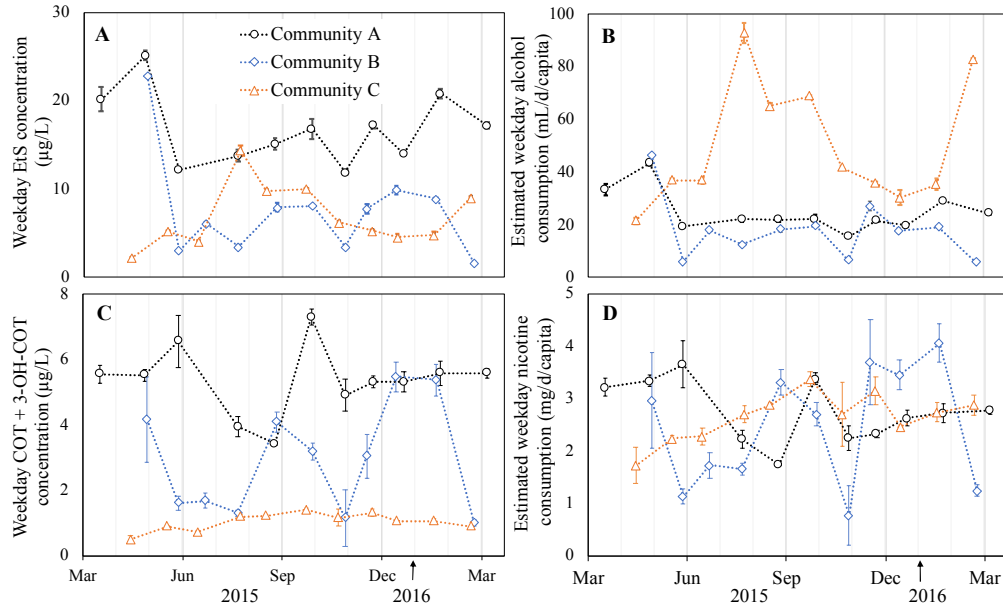 A
Community A
Community B
Community C
Weekday EtS concentration
(µg/L)
30
20
10
0
B
Estimated weekday alcohol
consumption (mL/d/capita)
100
80
60
40
20
0
C
Weekday COT + 3-OH-COT
concentration (µg/L)
8
6
4
2
0
Mar Jun Sep Dec Mar
2015 2016
D
Estimated weekday nicotine
consumption (mg/d/capita)
5
4
3
2
1
0
Mar Jun Sep Dec Mar
2015 2016